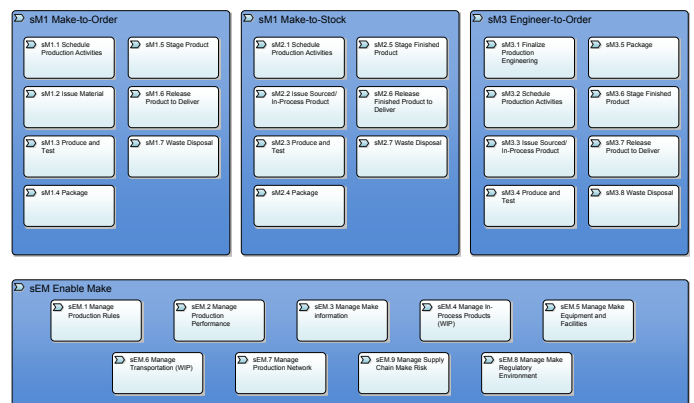 sM1 Make-to-Order
sM1.1 Schedule
Production Activities
sM1.5 Stage Product
sM1.2 Issue Material
sM1.6 Release
Product to Deliver
sM1.3 Produce and
Test
sM1.7 Waste Disposal
sM1.4 Package
sM1 Make-to-Stock
sM2.1 Schedule
Production Activities
sM2.5 Stage Finished
Product
sM2.2 Issue Sourced/
In-Process Product
sM2.6 Release
Finished Product to
Deliver
sM2.3 Produce and
Test
sM2.7 Waste Disposal
sM2.4 Package
sM3 Engineer-to-Order
sM3.1 Finalize
Production
Engineering
sM3.5 Package
sM3.2 Schedule
Production Activities
sM3.6 Stage Finished
Product
sM3.3 Issue Sourced/
In-Process Product
sM3.7 Release
Product to Deliver
sM3.4 Produce and
Test
sM3.8 Waste Disposal
sEM Enable Make
sEM.1 Manage
Production Rules
sEM.2 Manage
Production
Performance
sEM.3 Manage Make
information
sEM.4 Manage In-
Process Products
(WIP)
sEM.5 Manage Make
Equipment and
Facilities
sEM.6 Manage
Transportation (WIP)
sEM.7 Manage
Production Network
sEM.9 Manage Supply
Chain Make Risk
sEM.8 Manage Make
Regulatory
Environment